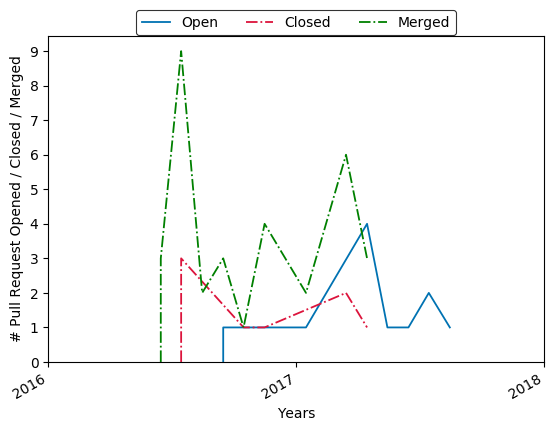 Open Closed Merged
# Pull Request Opened / Closed / Merged
9
8
7
6
5
4
3
2
1
0
2016 2017 2018
Years